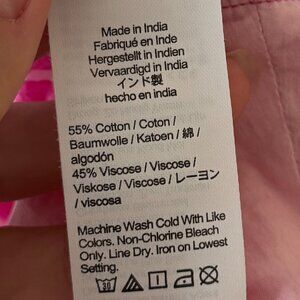 Made in India
Fabriqué en Inde
Hergestellt in Indien
Vervaardigd in India
インド製
hecho en india
55% Cotton / Coton /
Baumwolle / Katoen / 綿 /
algodón
45% Viscose / Viscose /
Viskose / Viscose / レーヨン
/ viscosa
Machine Wash Cold With Like
Colors. Non-Chlorine Bleach
Only. Line Dry. Iron on Lowest
Setting.
30